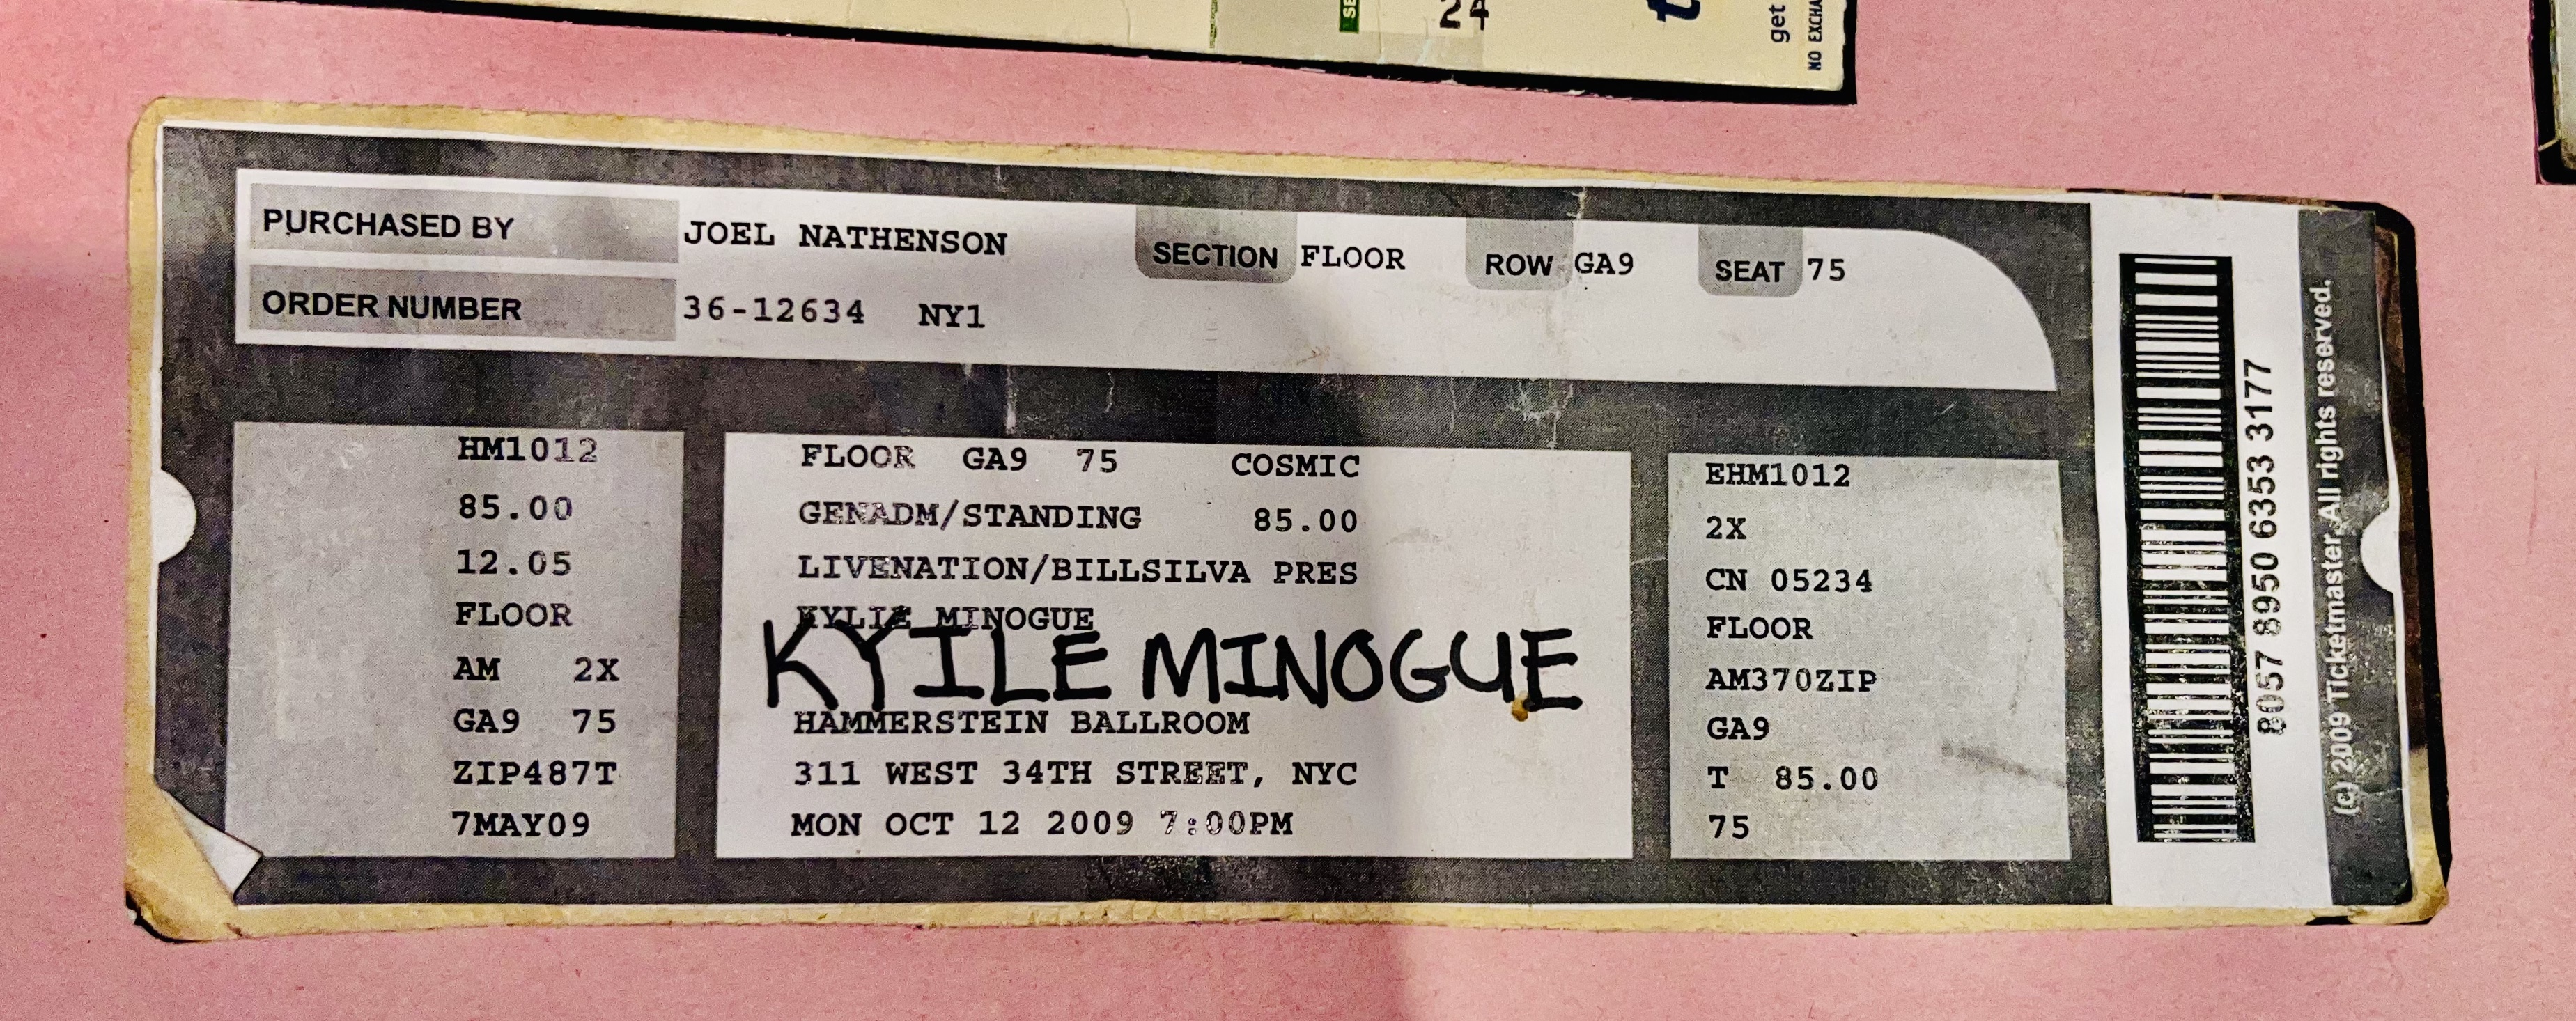 SE
24
t
get
NO EXCHA
PURCHASED BY JOEL NATHENSON SECTION FLOOR ROW GA9 SEAT 75
ORDER NUMBER 36-12634 NY1
HM1012
85.00
12.05
FLOOR
AM 2X
GA9 75
ZIP487T
7MAY09
FLOOR GA9 75 COSMIC
GENADM/STANDING 85.00
LIVENATION/BILLSILVA PRES
KYLIE MINOGUE
KYILE MINOGUE
HAMMERSTEIN BALLROOM
311 WEST 34TH STREET, NYC
MON OCT 12 2009 7:00PM
EHM1012
2X
CN 05234
FLOOR
AM370ZIP
GA9
T 85.00
75
8057 8950 6353 3177
(c) 2009 Ticketmaster. All rights reserved.